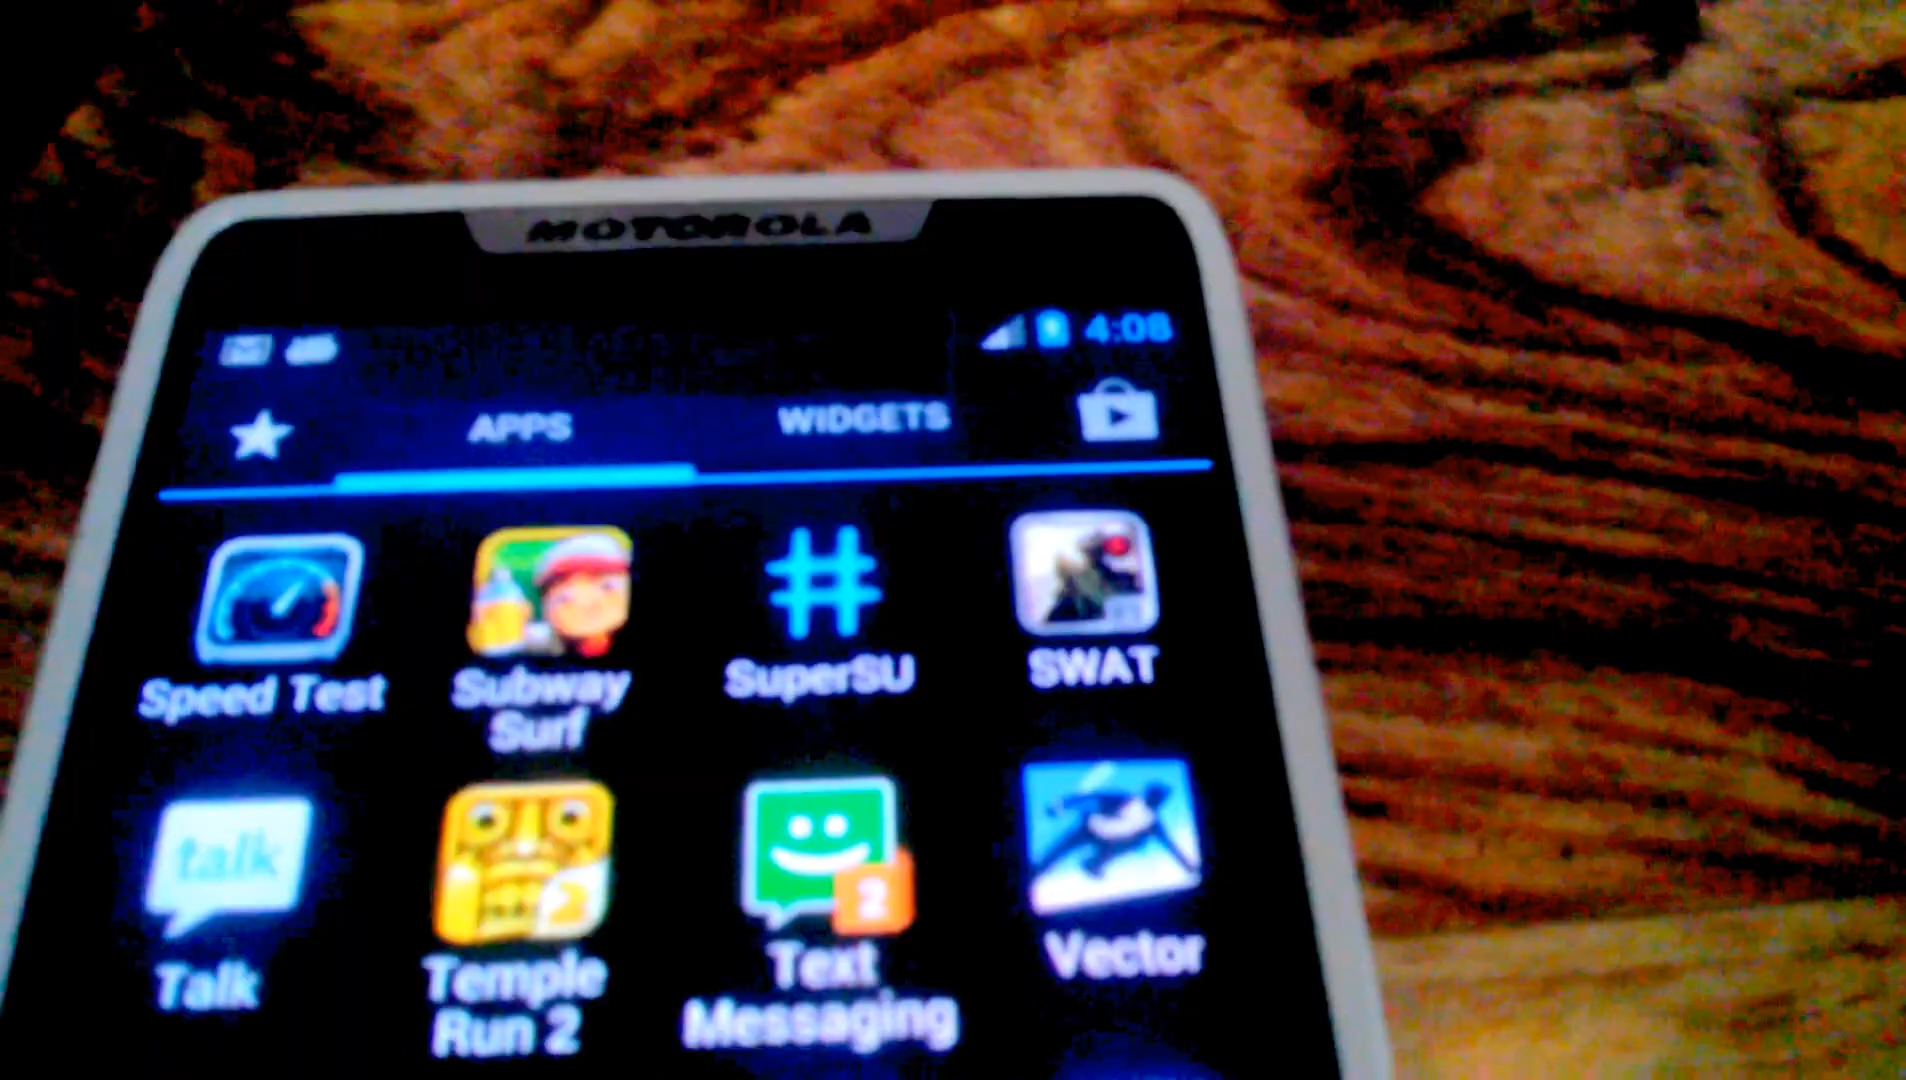 MOTOROLA
4:08
APPS WIDGETS
Speed Test
Subway
Surf
SuperSU
SWAT
talk
2
2
Talk
Temple
Run 2
Text
Messaging
Vector